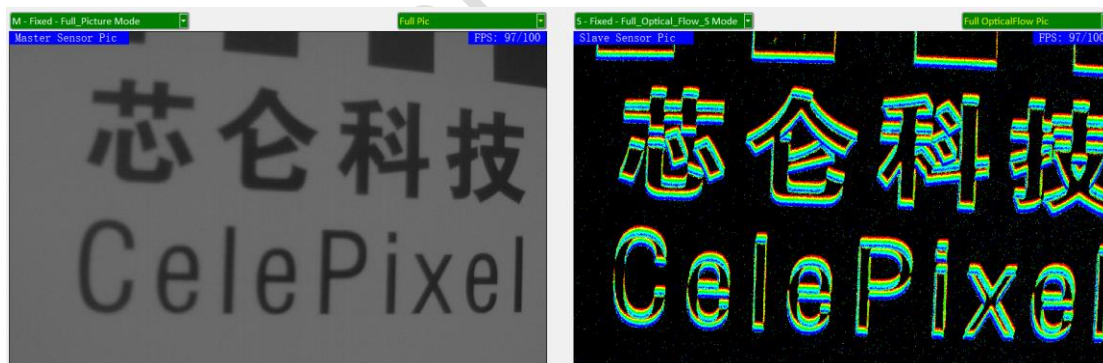 M - Fixed - Full_Picture Mode
Full Pic
Master Sensor Pic
FPS: 97/100
芯仑科技
CelePixel
S - Fixed - Full_Optical_Flow_S Mode
Full OpticalFlow Pic
Slave Sensor Pic
FPS: 97/100
芯仑科技
CelePixel